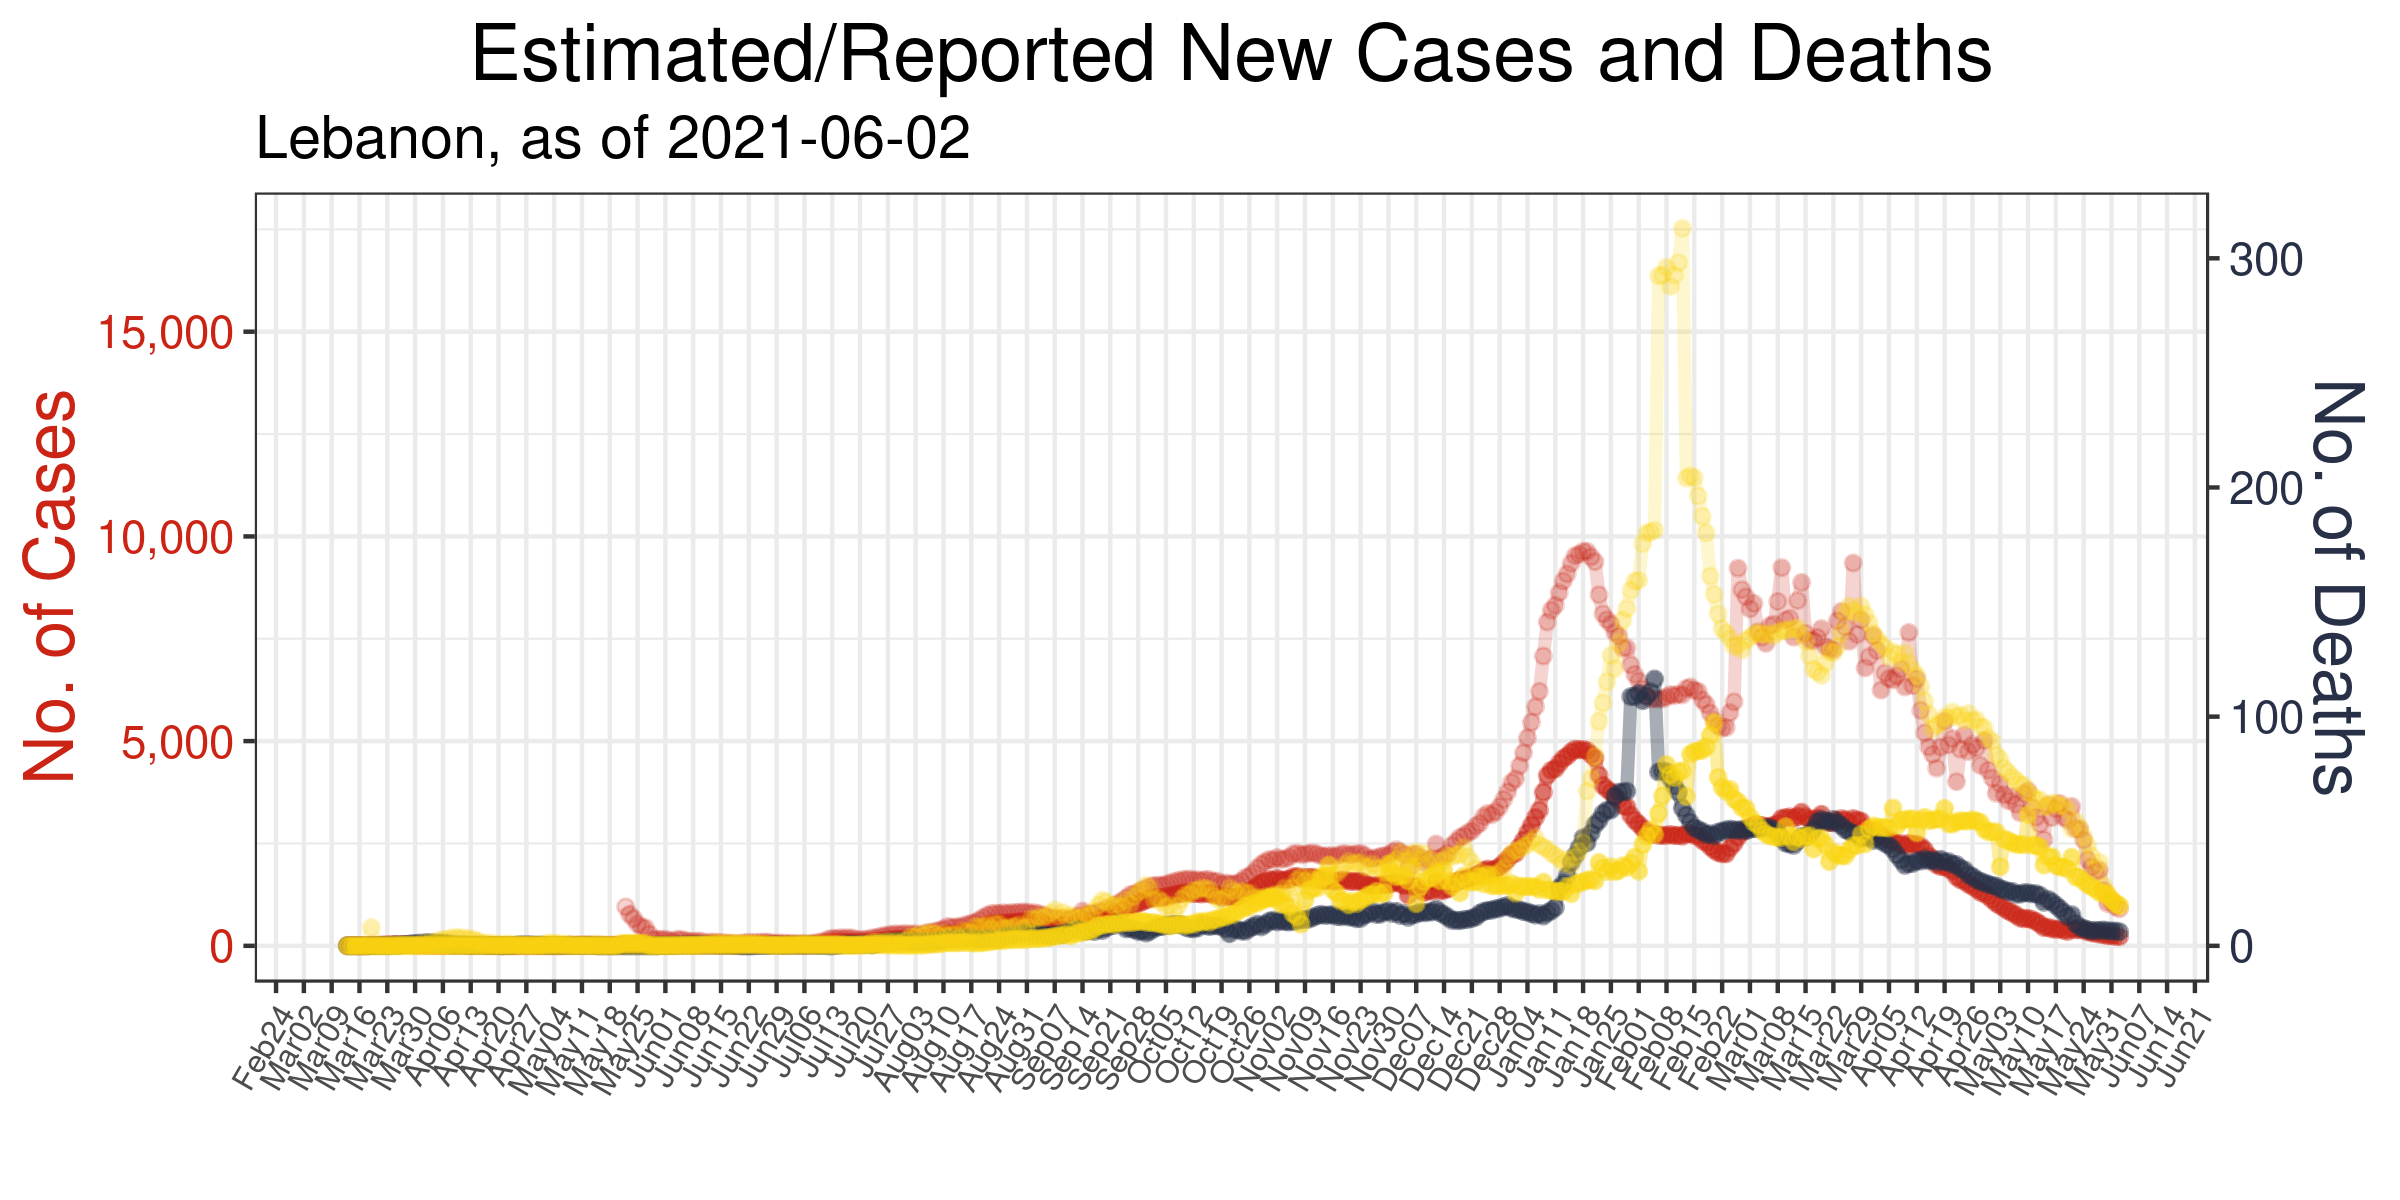 Estimated/Reported New Cases and Deaths
Lebanon, as of 2021-06-02
No. of Cases
15,000
10,000
5,000
0
300
200
100
0
No. of Deaths
Feb24
Mar02
Mar09
Mar16
Mar23
Mar30
Apr06
Apr13
Apr20
Apr27
May04
May11
May18
May25
Jun01
Jun08
Jun15
Jun22
Jun29
Jul06
Jul13
Jul20
Jul27
Aug03
Aug10
Aug17
Aug24
Aug31
Sep07
Sep14
Sep21
Sep28
Oct05
Oct12
Oct19
Oct26
Nov02
Nov09
Nov16
Nov23
Nov30
Dec07
Dec14
Dec21
Dec28
Jan04
Jan11
Jan18
Jan25
Feb01
Feb08
Feb15
Feb22
Mar01
Mar08
Mar15
Mar22
Mar29
Apr05
Apr12
Apr19
Apr26
May03
May10
May17
May24
May31
Jun07
Jun14
Jun21